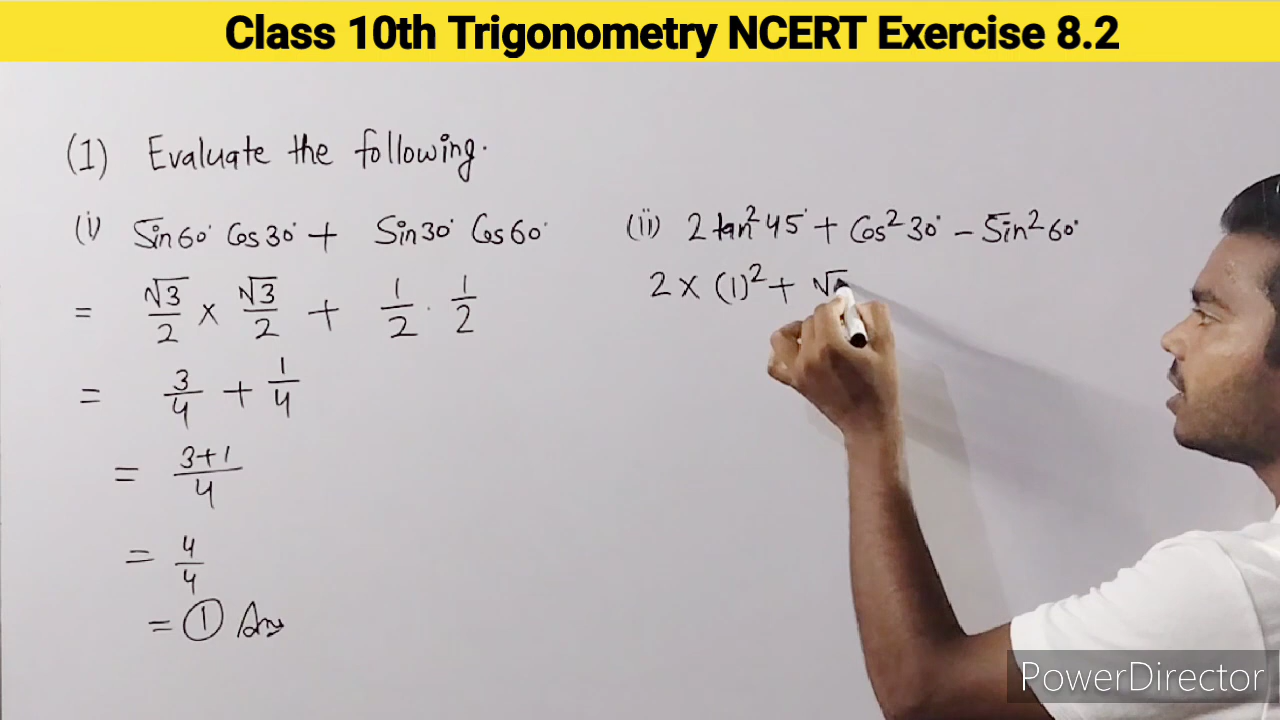 Class 10th Trigonometry NCERT Exercise 8.2
(1) Evaluate the following.
(i) Sin60° Cos30° + Sin30° Cos60°
= √3/2 × √3/2 + 1/2 · 1/2
= 3/4 + 1/4
= 3+1/4
= 4/4
= 1 Ans
(ii) 2 tan²45° + Cos²30° – Sin²60°
2 × (1)² + √
PowerDirector